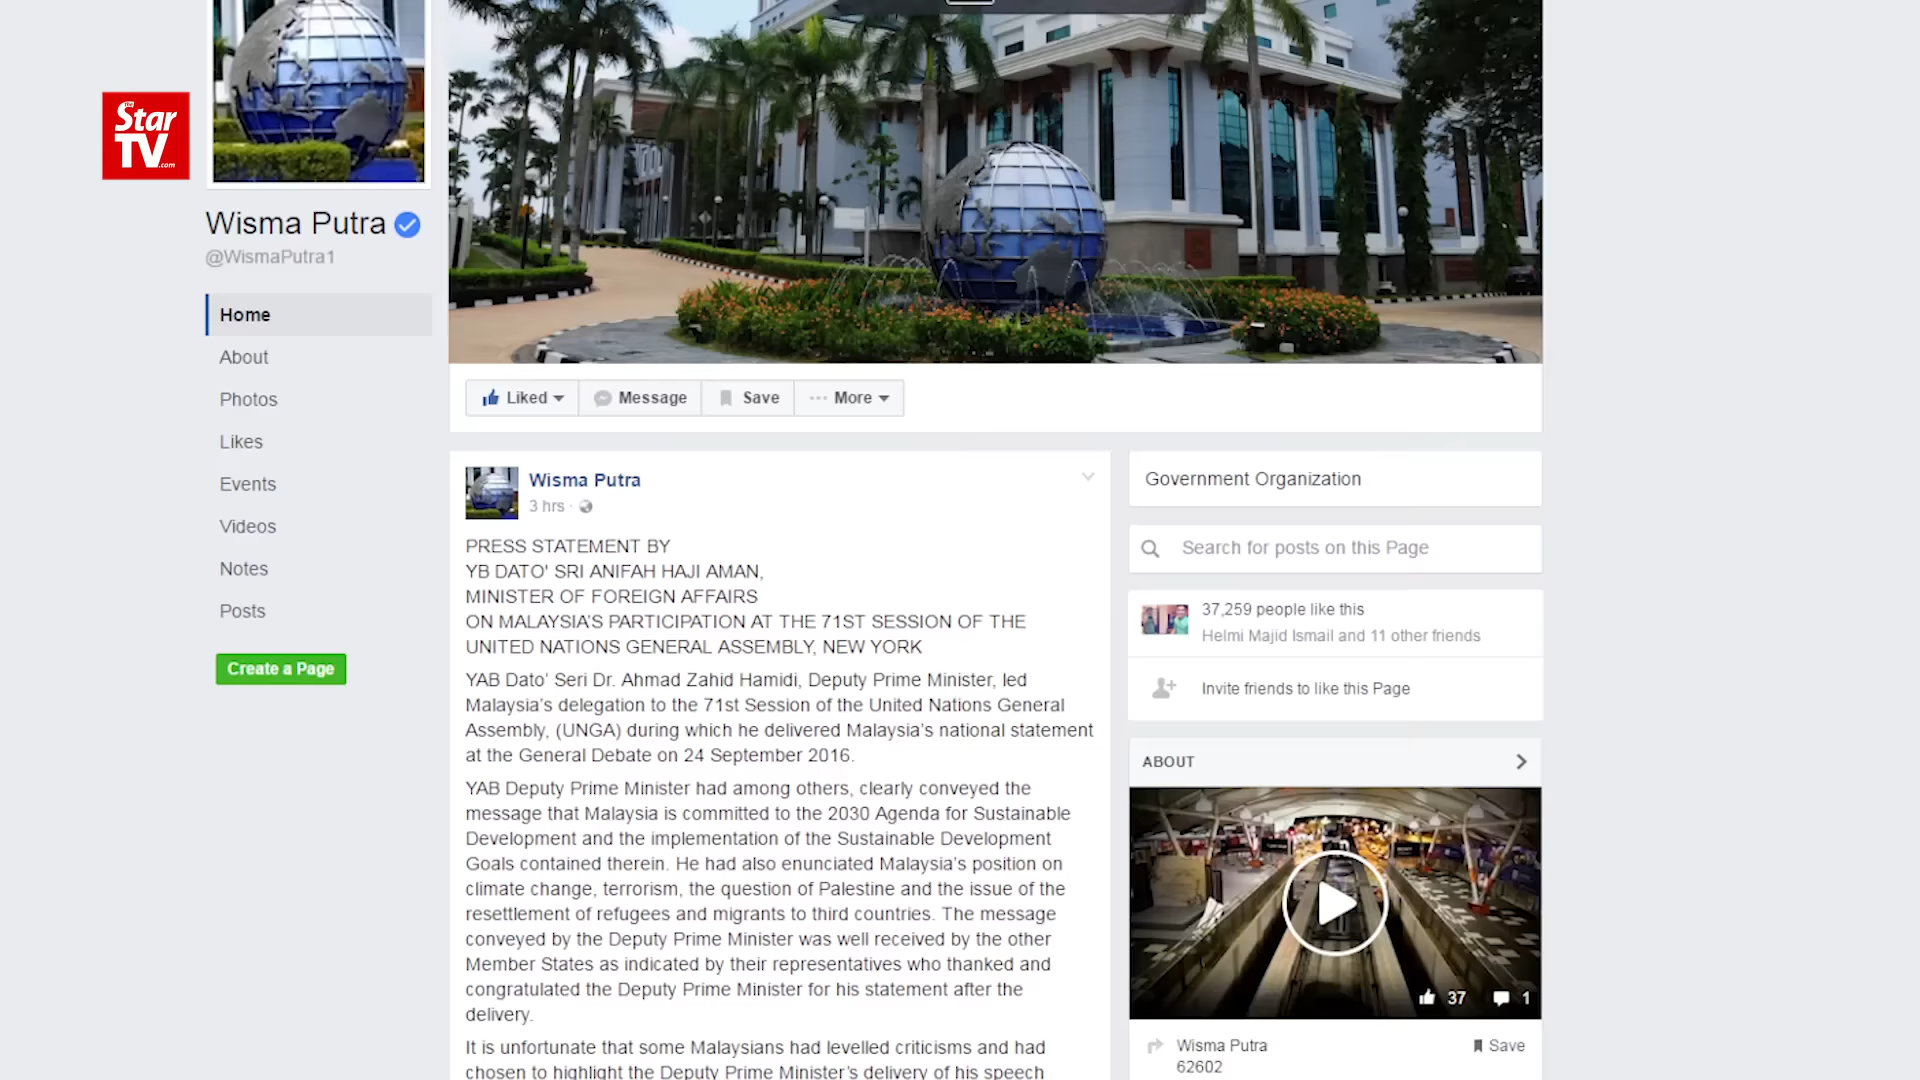 the
Star
TV
.com
Wisma Putra
@WismaPutra1
Home
About
Photos
Likes
Events
Videos
Notes
Posts
Create a Page
Liked
Message
Save
More
Wisma Putra
3 hrs
PRESS STATEMENT BY
YB DATO' SRI ANIFAH HAJI AMAN,
MINISTER OF FOREIGN AFFAIRS
ON MALAYSIA'S PARTICIPATION AT THE 71ST SESSION OF THE
UNITED NATIONS GENERAL ASSEMBLY, NEW YORK
YAB Dato' Seri Dr. Ahmad Zahid Hamidi, Deputy Prime Minister, led
Malaysia's delegation to the 71st Session of the United Nations General
Assembly, (UNGA) during which he delivered Malaysia's national statement
at the General Debate on 24 September 2016.
YAB Deputy Prime Minister had among others, clearly conveyed the
message that Malaysia is committed to the 2030 Agenda for Sustainable
Development and the implementation of the Sustainable Development
Goals contained therein. He had also enunciated Malaysia's position on
climate change, terrorism, the question of Palestine and the issue of the
resettlement of refugees and migrants to third countries. The message
conveyed by the Deputy Prime Minister was well received by the other
Member States as indicated by their representatives who thanked and
congratulated the Deputy Prime Minister for his statement after the
delivery.
It is unfortunate that some Malaysians had levelled criticisms and had
chosen to highlight the Deputy Prime Minister's delivery of his speech
Government Organization
Search for posts on this Page
37,259 people like this
Helmi Majid Ismail and 11 other friends
Invite friends to like this Page
ABOUT
37
1
Wisma Putra
Save
62602